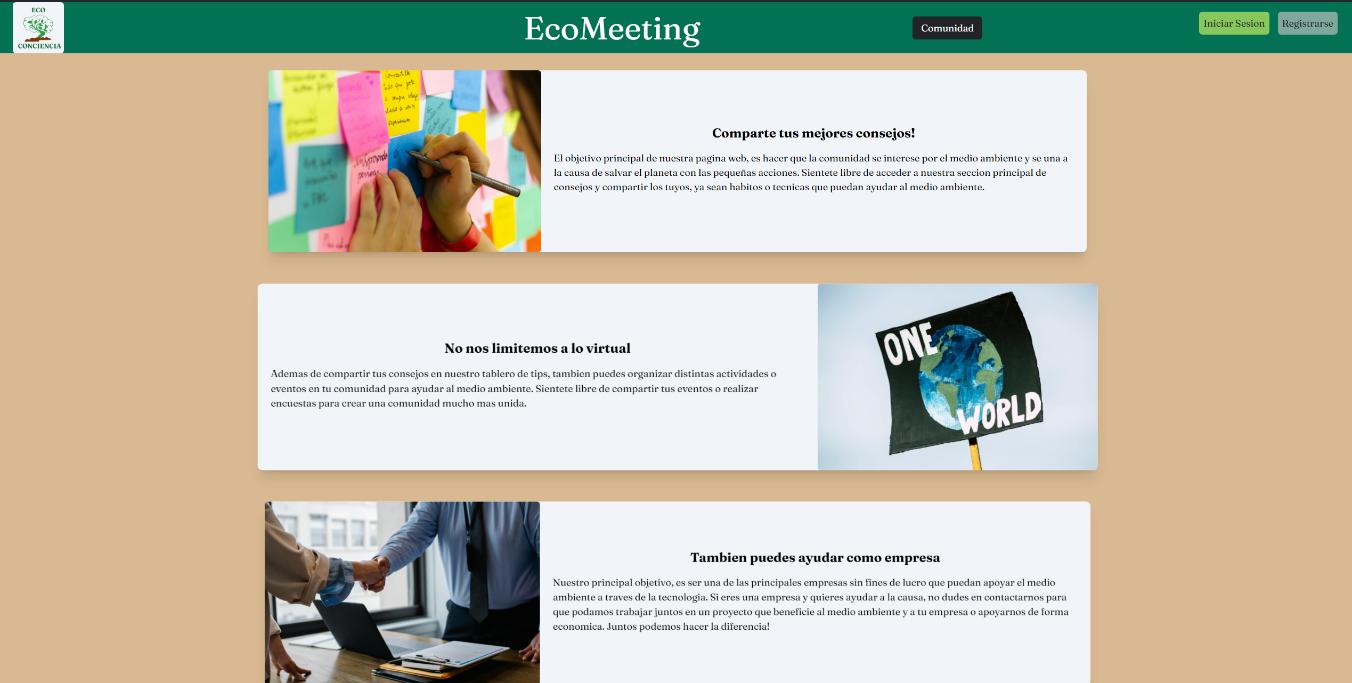 ECO
CONCIENCIA
EcoMeeting
Comunidad
Iniciar Sesion
Registrarse
Comparte tus mejores consejos!
El objetivo principal de nuestra pagina web, es hacer que la comunidad se interese por el medio ambiente y se una a
la causa de salvar el planeta con las pequeñas acciones. Sientete libre de acceder a nuestra seccion principal de
consejos y compartir los tuyos, ya sean habitos o tecnicas que puedan ayudar al medio ambiente.
No nos limitemos a lo virtual
Ademas de compartir tus consejos en nuestro tablero de tips, tambien puedes organizar distintas actividades o
eventos en tu comunidad para ayudar al medio ambiente. Sientete libre de compartir tus eventos o realizar
encuestas para crear una comunidad mucho mas unida.
ONE
WORLD
Tambien puedes ayudar como empresa
Nuestro principal objetivo, es ser una de las principales empresas sin fines de lucro que puedan apoyar el medio
ambiente a traves de la tecnologia. Si eres una empresa y quieres ayudar a la causa, no dudes en contactarnos para
que podamos trabajar juntos en un proyecto que beneficie al medio ambiente y a tu empresa o apoyarnos de forma
economica. Juntos podemos hacer la diferencia!